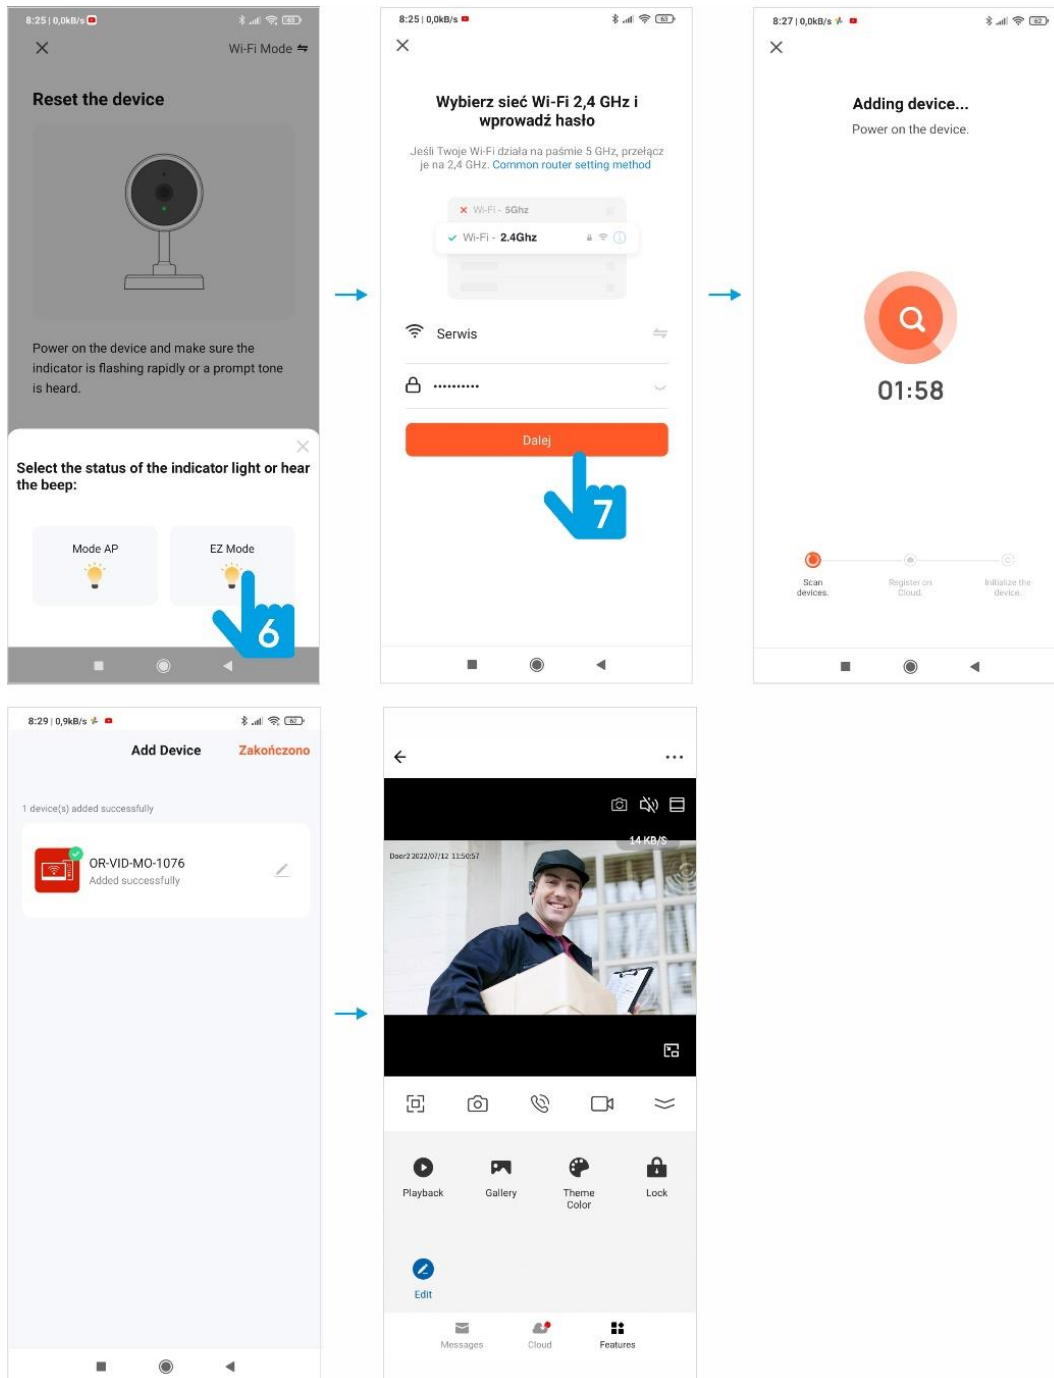 8:25 | 0,0kB/s
63
Wi-Fi Mode
Reset the device
Power on the device and make sure the
indicator is flashing rapidly or a prompt tone
is heard.
Select the status of the indicator light or hear
the beep:
Mode AP
EZ Mode
6
8:25 | 0,0kB/s
63
Wybierz sieć Wi-Fi 2,4 GHz i
wprowadź hasło
Jeśli Twoje Wi-Fi działa na paśmie 5 GHz, przełącz
je na 2,4 GHz. Common router setting method
Wi-Fi - 5Ghz
Wi-Fi - 2.4Ghz
Serwis
Dalej
7
8:27 | 0,0kB/s
62
Adding device...
Power on the device.
01:58
Scan
devices.
Register on
Cloud.
Initialize the
device.
8:29 | 0,9kB/s
62
Add Device
Zakończono
1 device(s) added successfully
OR-VID-MO-1076
Added successfully
14 KB/S
Door2 2022/07/12 11:50:57
Playback
Gallery
Theme
Color
Lock
Edit
Messages
Cloud
Features